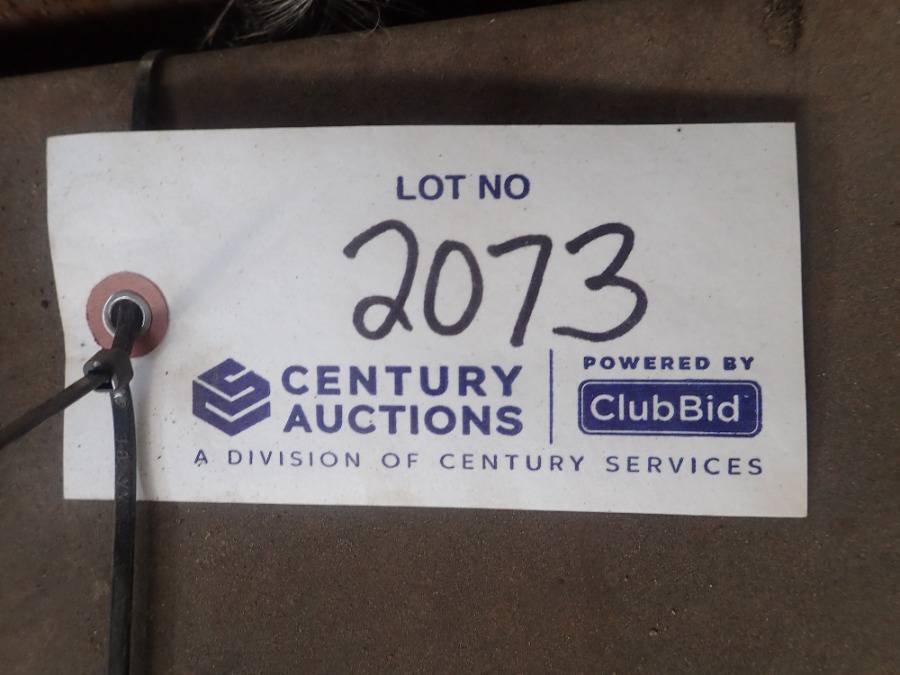 LOT NO
2073
CENTURY
AUCTIONS
POWERED BY
ClubBid
A DIVISION OF CENTURY SERVICES